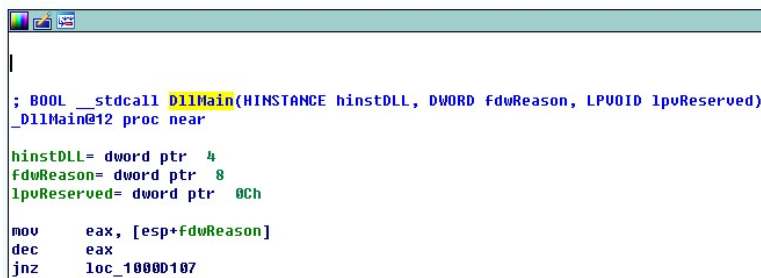 ; BOOL __stdcall DllMain(HINSTANCE hinstDLL, DWORD fdwReason, LPVOID lpvReserved)
_DllMain@12 proc near
hinstDLL= dword ptr  4
fdwReason= dword ptr  8
lpvReserved= dword ptr  0Ch
mov     eax, [esp+fdwReason]
dec     eax
jnz     loc_1000D107